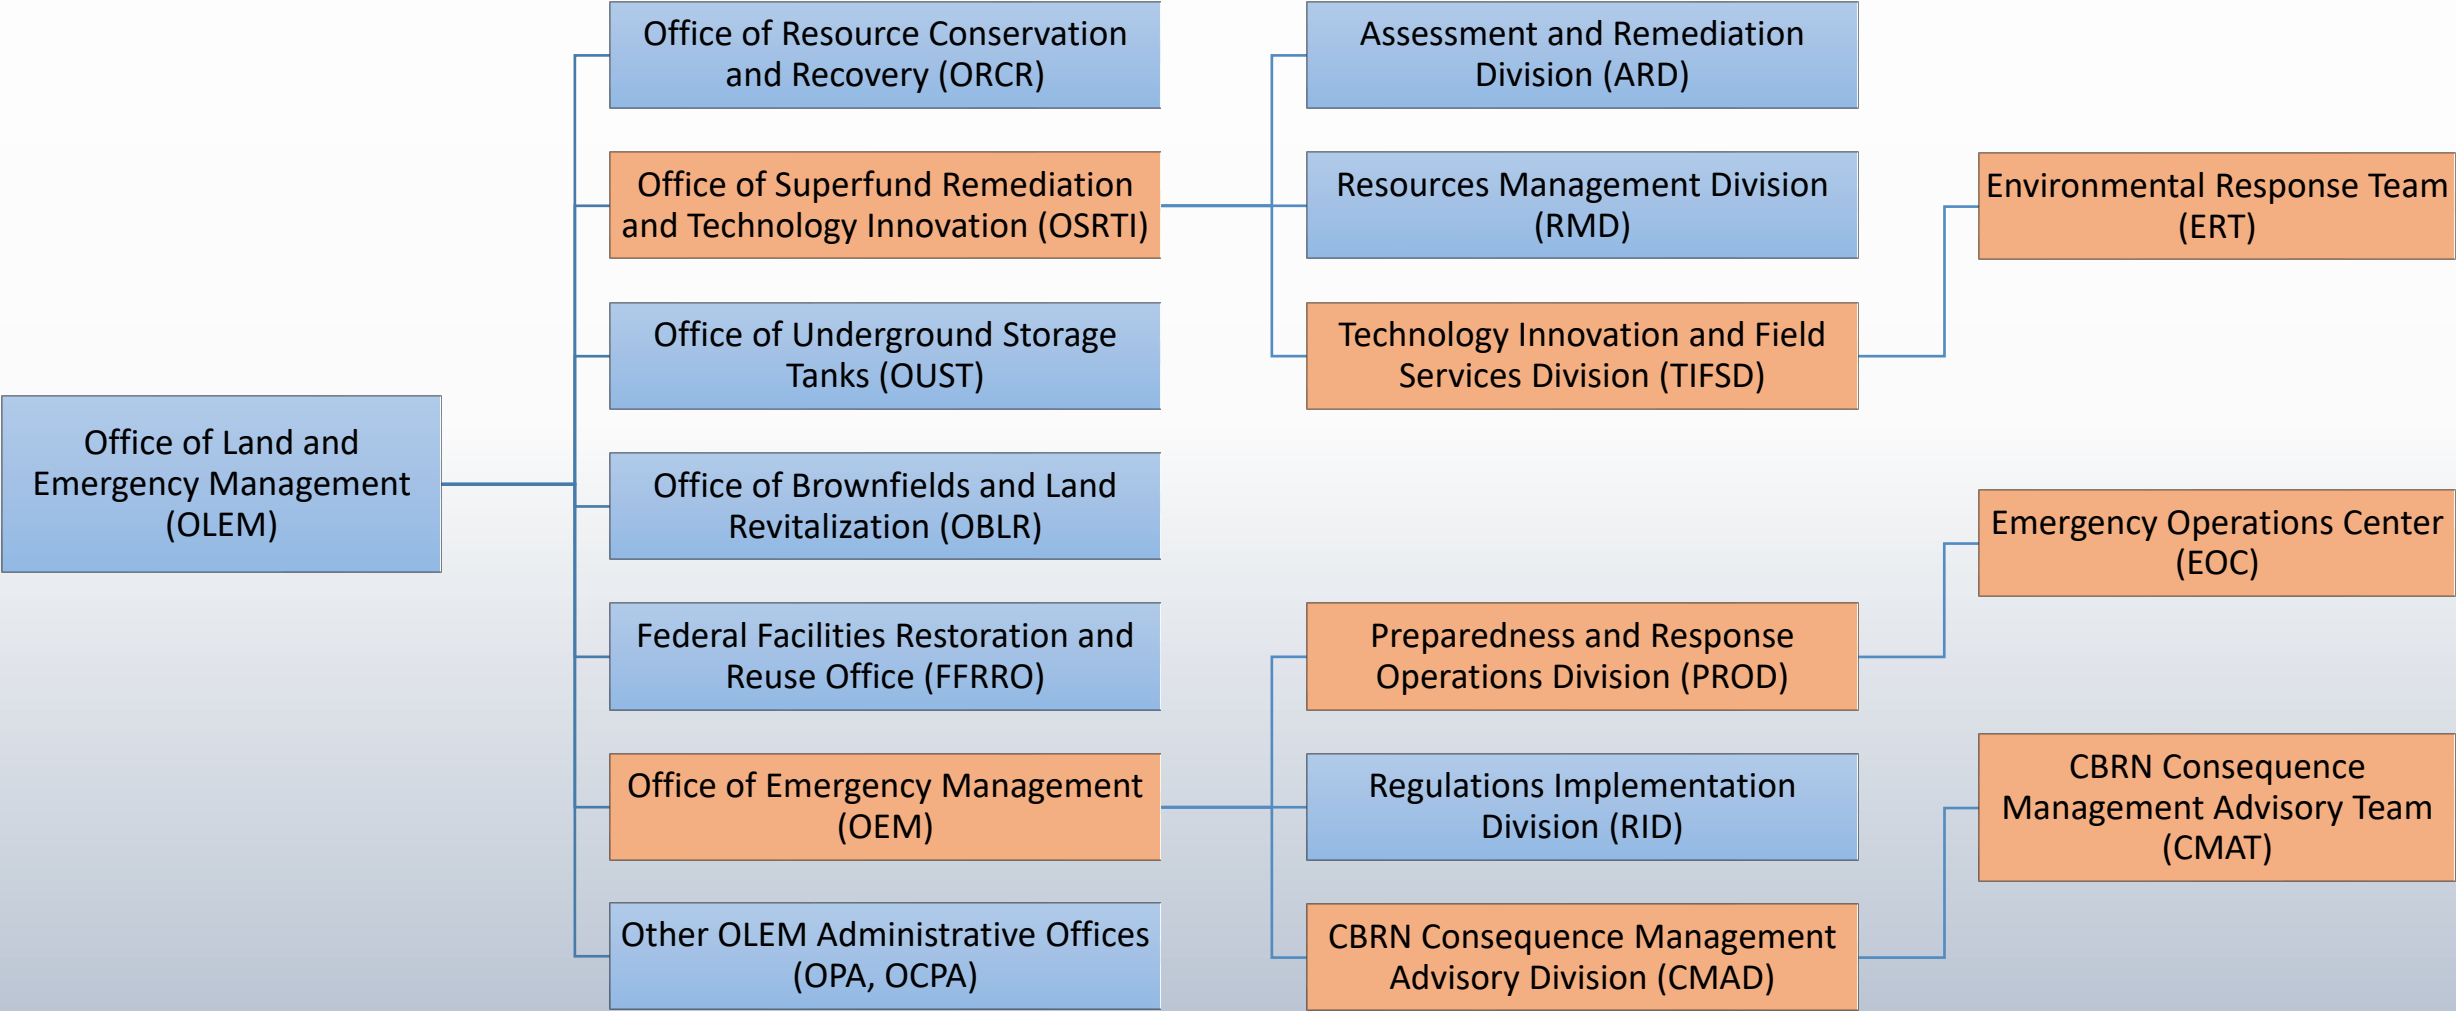 Office of Land and
Emergency Management
(OLEM)
Office of Resource Conservation
and Recovery (ORCR)
Office of Superfund Remediation
and Technology Innovation (OSRTI)
Office of Underground Storage
Tanks (OUST)
Office of Brownfields and Land
Revitalization (OBLR)
Federal Facilities Restoration and
Reuse Office (FFRRO)
Office of Emergency Management
(OEM)
Other OLEM Administrative Offices
(OPA, OCPA)
Assessment and Remediation
Division (ARD)
Resources Management Division
(RMD)
Technology Innovation and Field
Services Division (TIFSD)
Preparedness and Response
Operations Division (PROD)
Regulations Implementation
Division (RID)
CBRN Consequence Management
Advisory Division (CMAD)
Environmental Response Team
(ERT)
Emergency Operations Center
(EOC)
CBRN Consequence
Management Advisory Team
(CMAT)